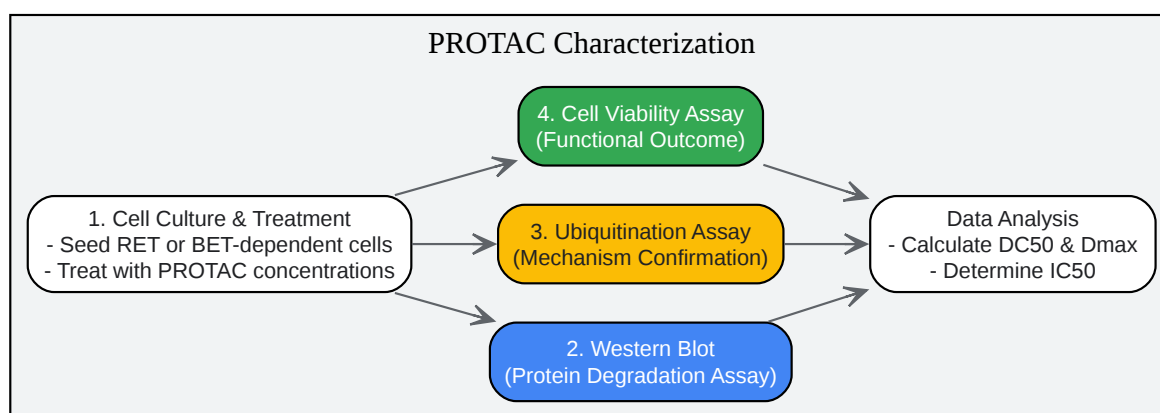 PROTAC Characterization
4. Cell Viability Assay
(Functional Outcome)
1. Cell Culture & Treatment
- Seed RET or BET-dependent cells
- Treat with PROTAC concentrations
3. Ubiquitination Assay
(Mechanism Confirmation)
Data Analysis
- Calculate DC50 & Dmax
- Determine IC50
2. Western Blot
(Protein Degradation Assay)